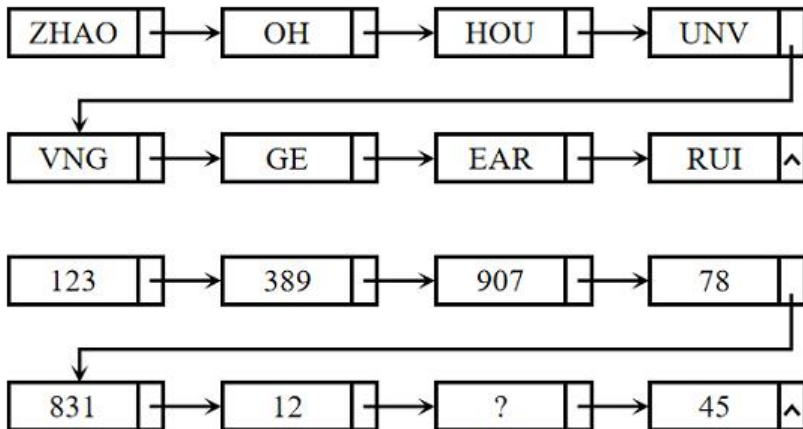 ZHAO OH HOU UNV
VNG GE EAR RUI ^
123 389 907 78
831 12 ? 45 ^